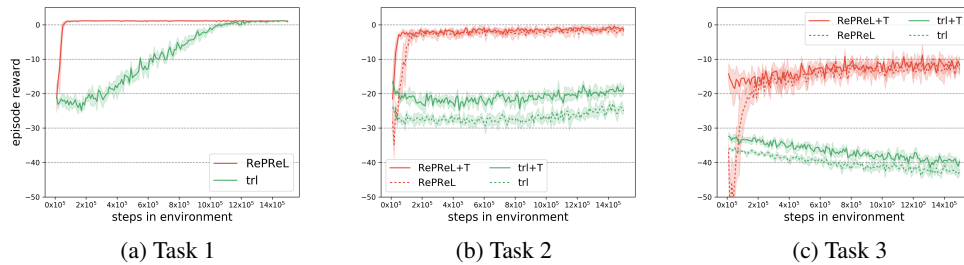 episode reward
0
−10
−20
−30
−40
−50
RePReL
trl
0x10⁵ 2x10⁵ 4x10⁵ 6x10⁵ 8x10⁵ 10x10⁵ 12x10⁵ 14x10⁵
steps in environment
(a) Task 1
0
−10
−20
−30
−40
−50
RePReL+T trl+T
RePReL trl
0x10⁵ 2x10⁵ 4x10⁵ 6x10⁵ 8x10⁵ 10x10⁵ 12x10⁵ 14x10⁵
steps in environment
(b) Task 2
RePReL+T trl+T
RePReL trl
0
−10
−20
−30
−40
−50
0x10⁵ 2x10⁵ 4x10⁵ 6x10⁵ 8x10⁵ 10x10⁵ 12x10⁵ 14x10⁵
steps in environment
(c) Task 3